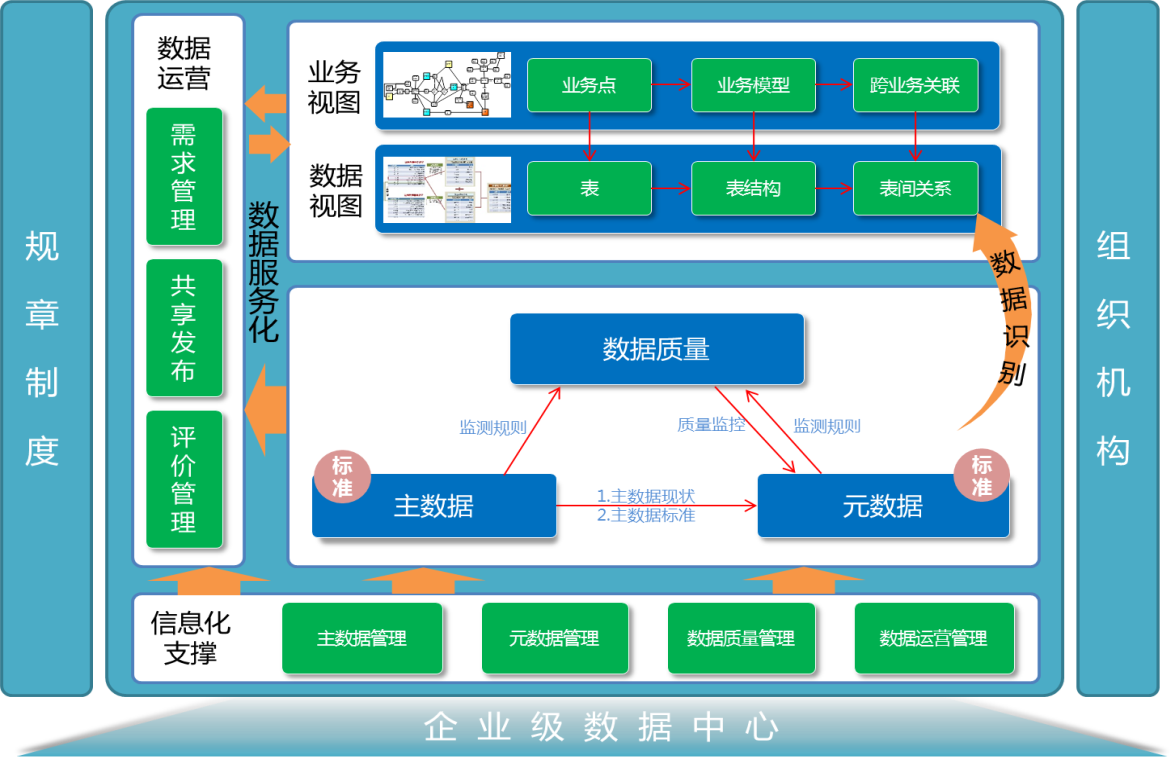 规章制度
数据
运营
需求管理
共享发布
评价管理
数据服务化
业务
视图
业务点
业务模型
跨业务关联
数据
视图
表
表结构
表间关系
数据识别
数据质量
监测规则
质量监控
监测规则
标
准
主数据
1.主数据现状
2.主数据标准
标
准
元数据
信息化
支撑
主数据管理
元数据管理
数据质量管理
数据运营管理
组织机构
企业级数据中心